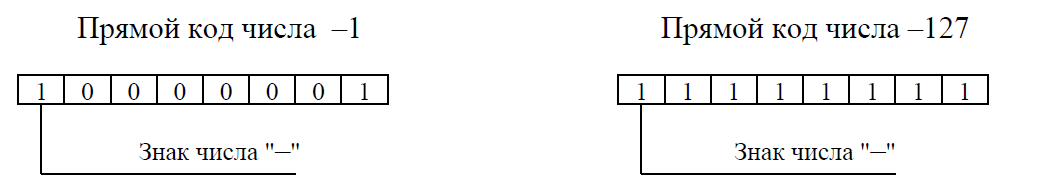 Прямой код числа –1
1 0 0 0 0 0 0 1
Знак числа "–"
Прямой код числа –127
1 1 1 1 1 1 1 1
Знак числа "–"